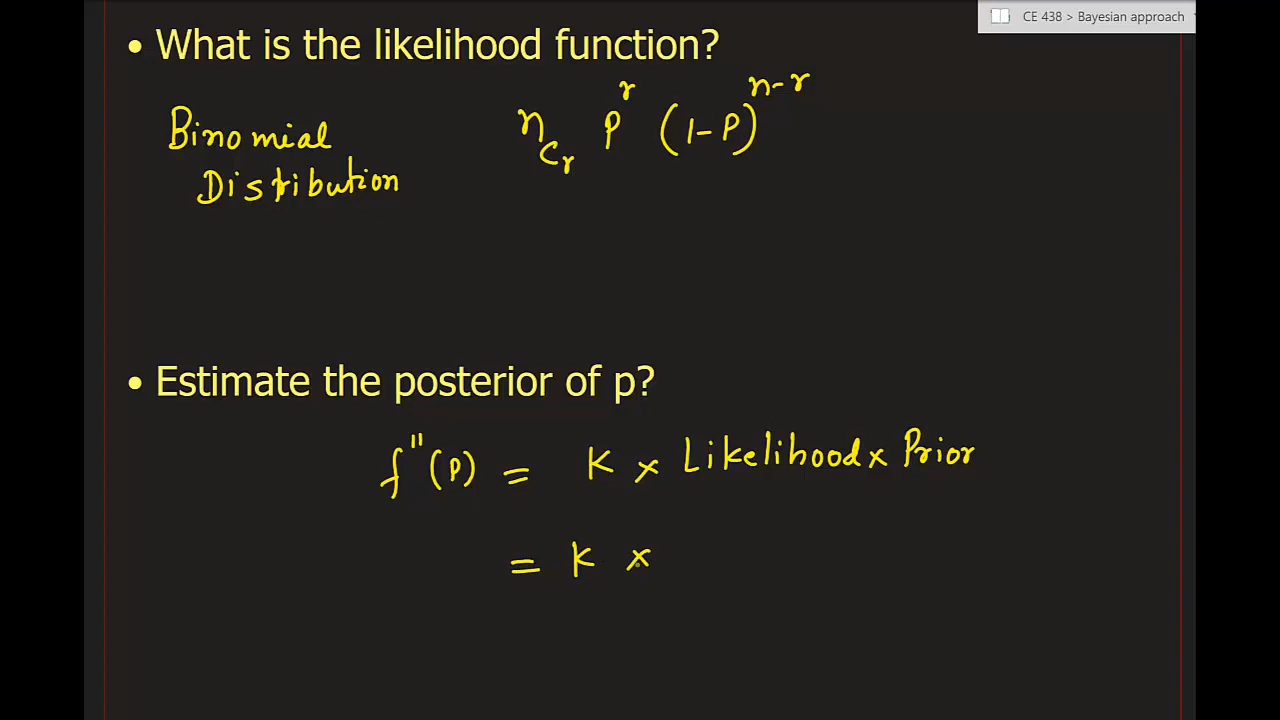 CE 438 > Bayesian approach
• What is the likelihood function?
Binomial Distribution
nCr p^r (1-p)^n-r
• Estimate the posterior of p?
f"(p) = K × Likelihood × Prior
= K ×